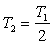 T₂ = T₁/2